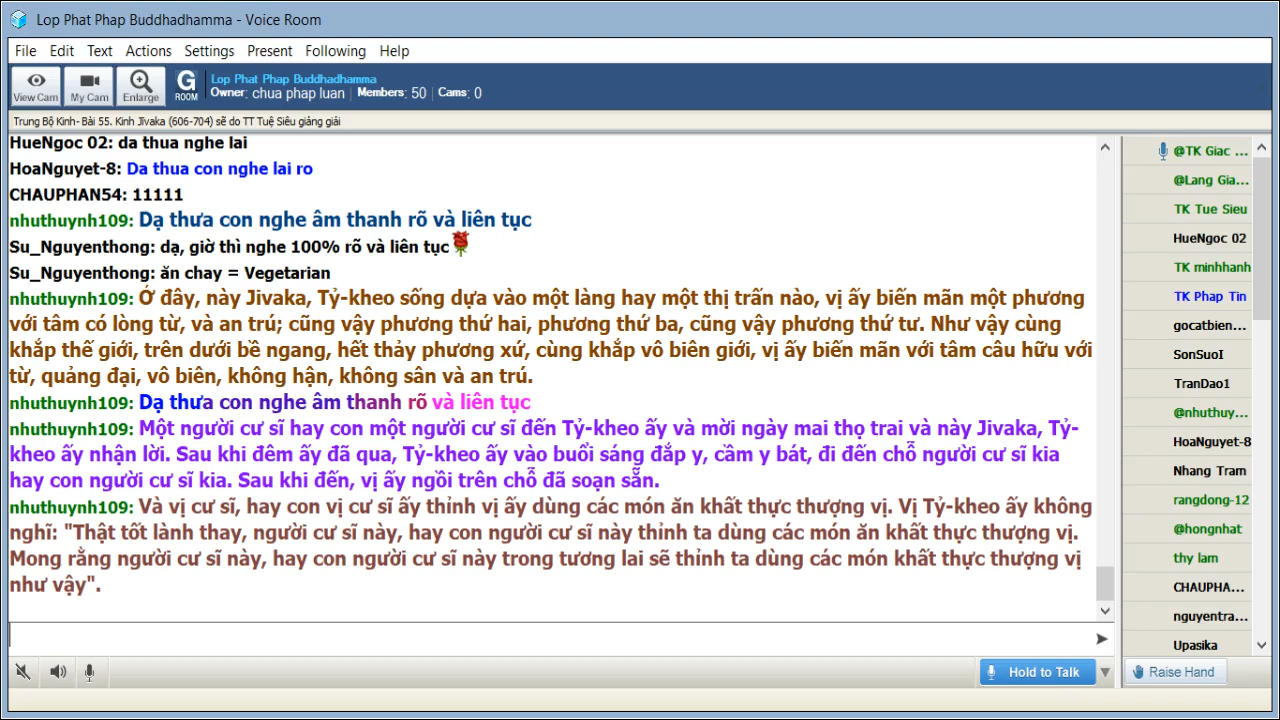 Lop Phat Phap Buddhadhamma - Voice Room
File Edit Text Actions Settings Present Following Help
View Cam My Cam Enlarge G ROOM
Lop Phat Phap Buddhadhamma
Owner: chua phap luan Members: 50 Cams: 0
Trung Bộ Kinh- Bài 55. Kinh Jīvaka (606-704) sẽ do TT Tuệ Siêu giảng giải
HueNgoc 02: da thua nghe lai
HoaNguyet-8: Da thua con nghe lai ro
CHAUPHAN54: 11111
nhuthuynh109: Dạ thưa con nghe âm thanh rõ và liên tục
Su_Nguyenthong: dạ, giờ thì nghe 100% rõ và liên tục
Su_Nguyenthong: ăn chay = Vegetarian
nhuthuynh109: Ở đây, này Jivaka, Tỷ-kheo sống dựa vào một làng hay một thị trấn nào, vị ấy biến mãn một phương
với tâm có lòng từ, và an trú; cũng vậy phương thứ hai, phương thứ ba, cũng vậy phương thứ tư. Như vậy cùng
khắp thế giới, trên dưới bề ngang, hết thảy phương xứ, cùng khắp vô biên giới, vị ấy biến mãn với tâm câu hữu với
từ, quảng đại, vô biên, không hận, không sân và an trú.
nhuthuynh109: Dạ thưa con nghe âm thanh rõ và liên tục
nhuthuynh109: Một người cư sĩ hay con một người cư sĩ đến Tỷ-kheo ấy và mời ngày mai thọ trai và này Jivaka, Tỷ-
kheo ấy nhận lời. Sau khi đêm ấy đã qua, Tỷ-kheo ấy vào buổi sáng đắp y, cầm y bát, đi đến chỗ người cư sĩ kia
hay con người cư sĩ kia. Sau khi đến, vị ấy ngồi trên chỗ đã soạn sẵn.
nhuthuynh109: Và vị cư sĩ, hay con vị cư sĩ ấy thỉnh vị ấy dùng các món ăn khất thực thượng vị. Vị Tỷ-kheo ấy không
nghĩ: "Thật tốt lành thay, người cư sĩ này, hay con người cư sĩ này thỉnh ta dùng các món ăn khất thực thượng vị.
Mong rằng người cư sĩ này, hay con người cư sĩ này trong tương lai sẽ thỉnh ta dùng các món khất thực thượng vị
như vậy".
@TK Giac ...
@Lang Gia...
TK Tue Sieu
HueNgoc 02
TK minhhanh
TK Phap Tin
gocatbien...
SonSuoI
TranDao1
@nhuthuy...
HoaNguyet-8
Nhang Tram
rangdong-12
@hongnhat
thy lam
CHAUPHA...
nguyentra...
Upasika
Hold to Talk
Raise Hand